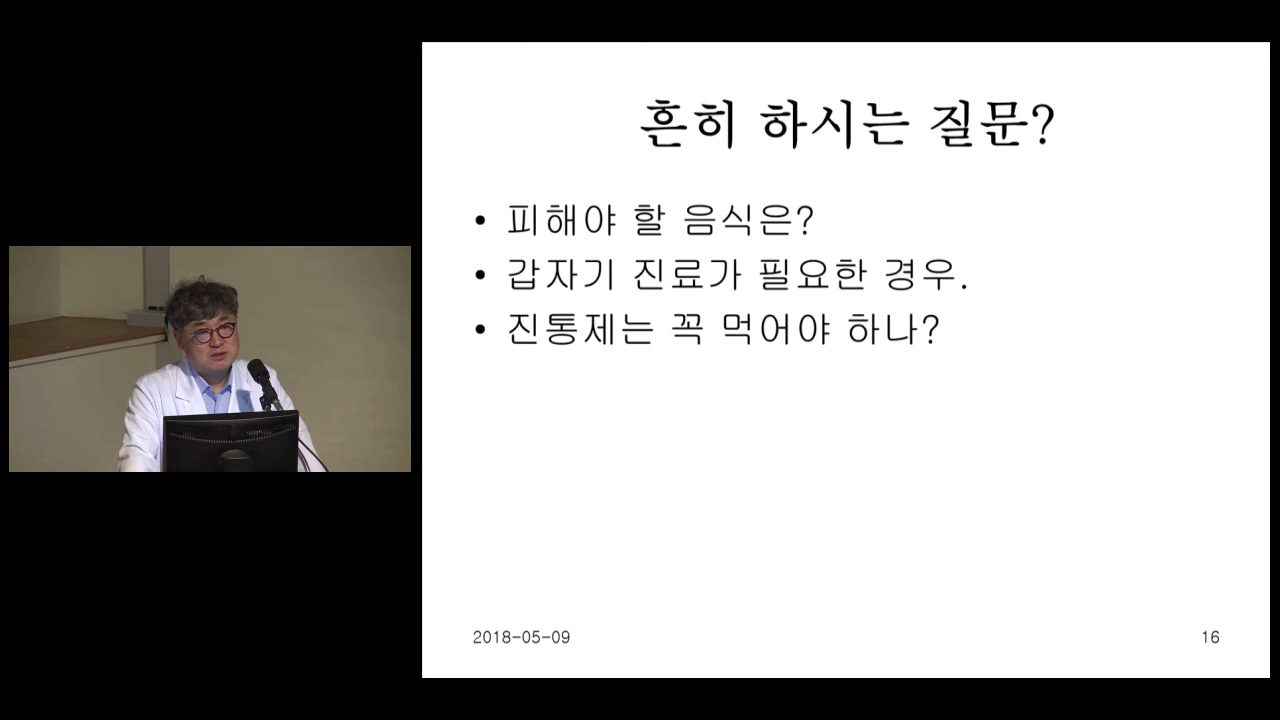 흔히 하시는 질문?
• 피해야 할 음식은?
• 갑자기 진료가 필요한 경우.
• 진통제는 꼭 먹어야 하나?
2018-05-09
16